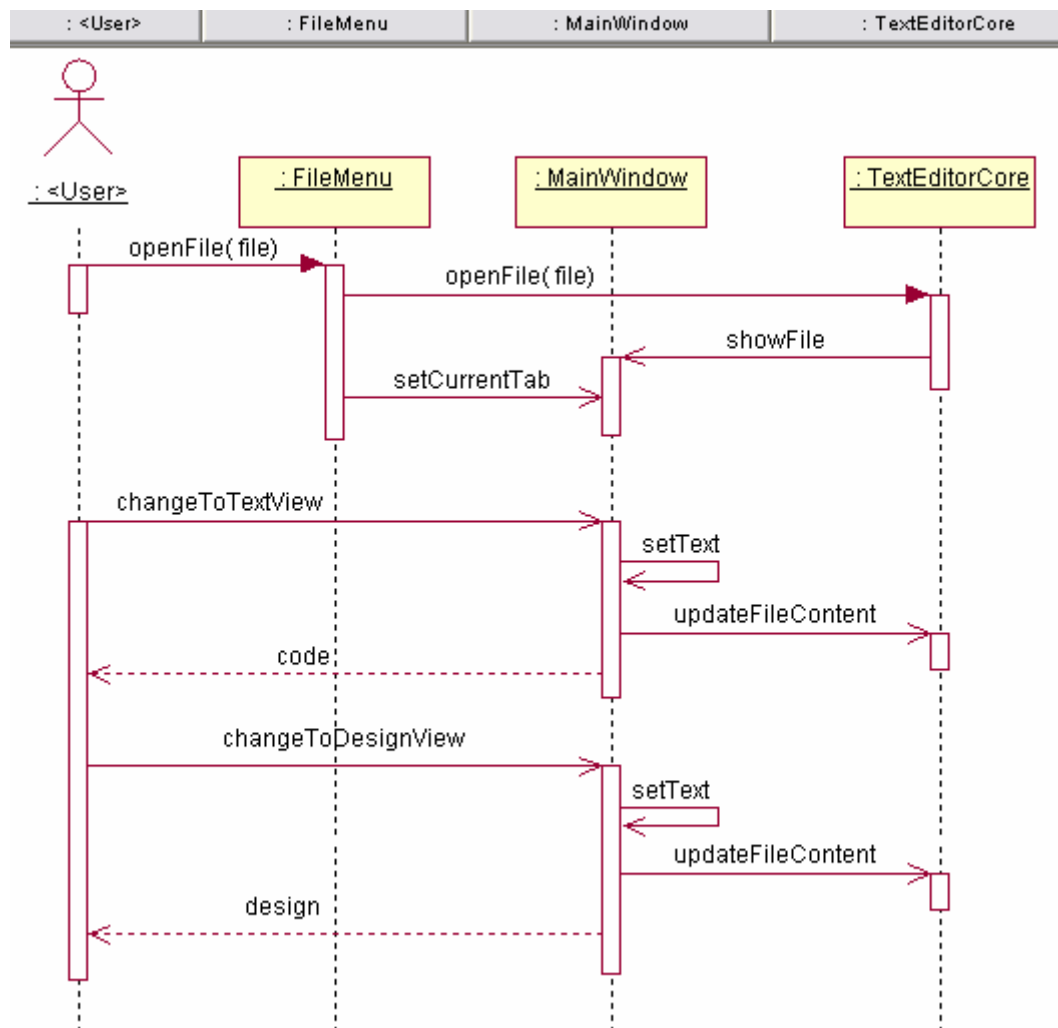 : <User>
: FileMenu
: MainWindow
: TextEditorCore
: <User>
: FileMenu
: MainWindow
: TextEditorCore
openFile( file)
openFile( file)
showFile
setCurrentTab
changeToTextView
setText
updateFileContent
code
changeToDesignView
setText
updateFileContent
design